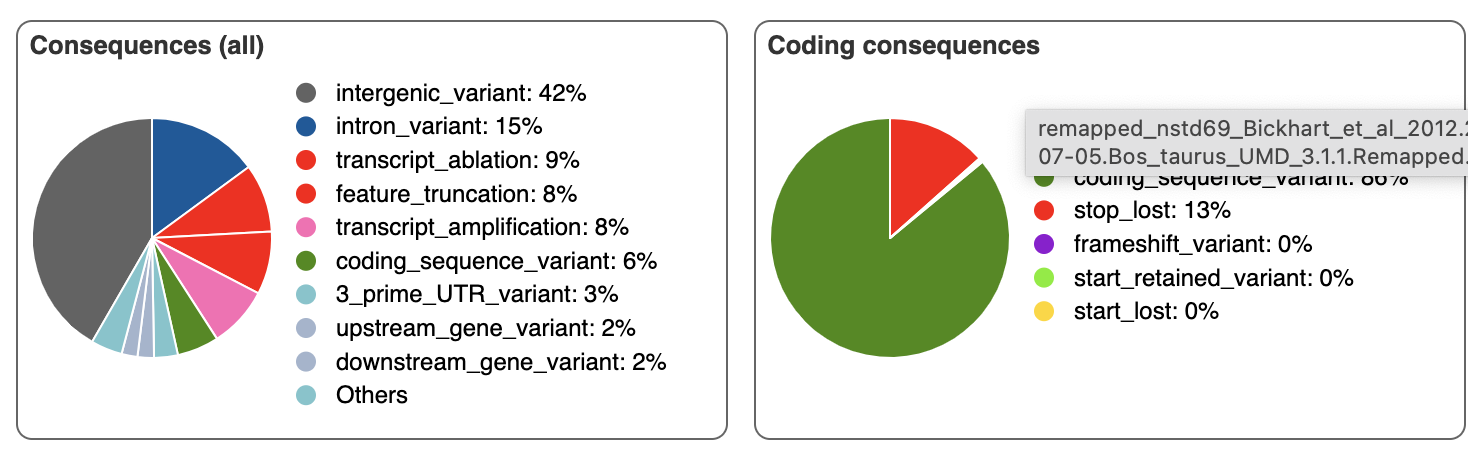 Consequences (all)
intergenic_variant: 42%
intron_variant: 15%
transcript_ablation: 9%
feature_truncation: 8%
transcript_amplification: 8%
coding_sequence_variant: 6%
3_prime_UTR_variant: 3%
upstream_gene_variant: 2%
downstream_gene_variant: 2%
Others
Coding consequences
remapped_nstd69_Bickhart_et_al_2012.2
07-05.Bos_taurus_UMD_3.1.1.Remapped.
coding_sequence_variant: 86%
stop_lost: 13%
frameshift_variant: 0%
start_retained_variant: 0%
start_lost: 0%